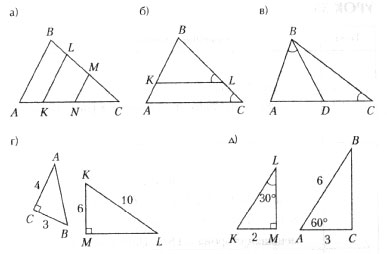 а) б) в)
B B B
L
M K L
A K N C A C A D C
г) д)
A B
K L
4 6 10 30° 6
C 3 B M L K 2 M A 60° 3 C